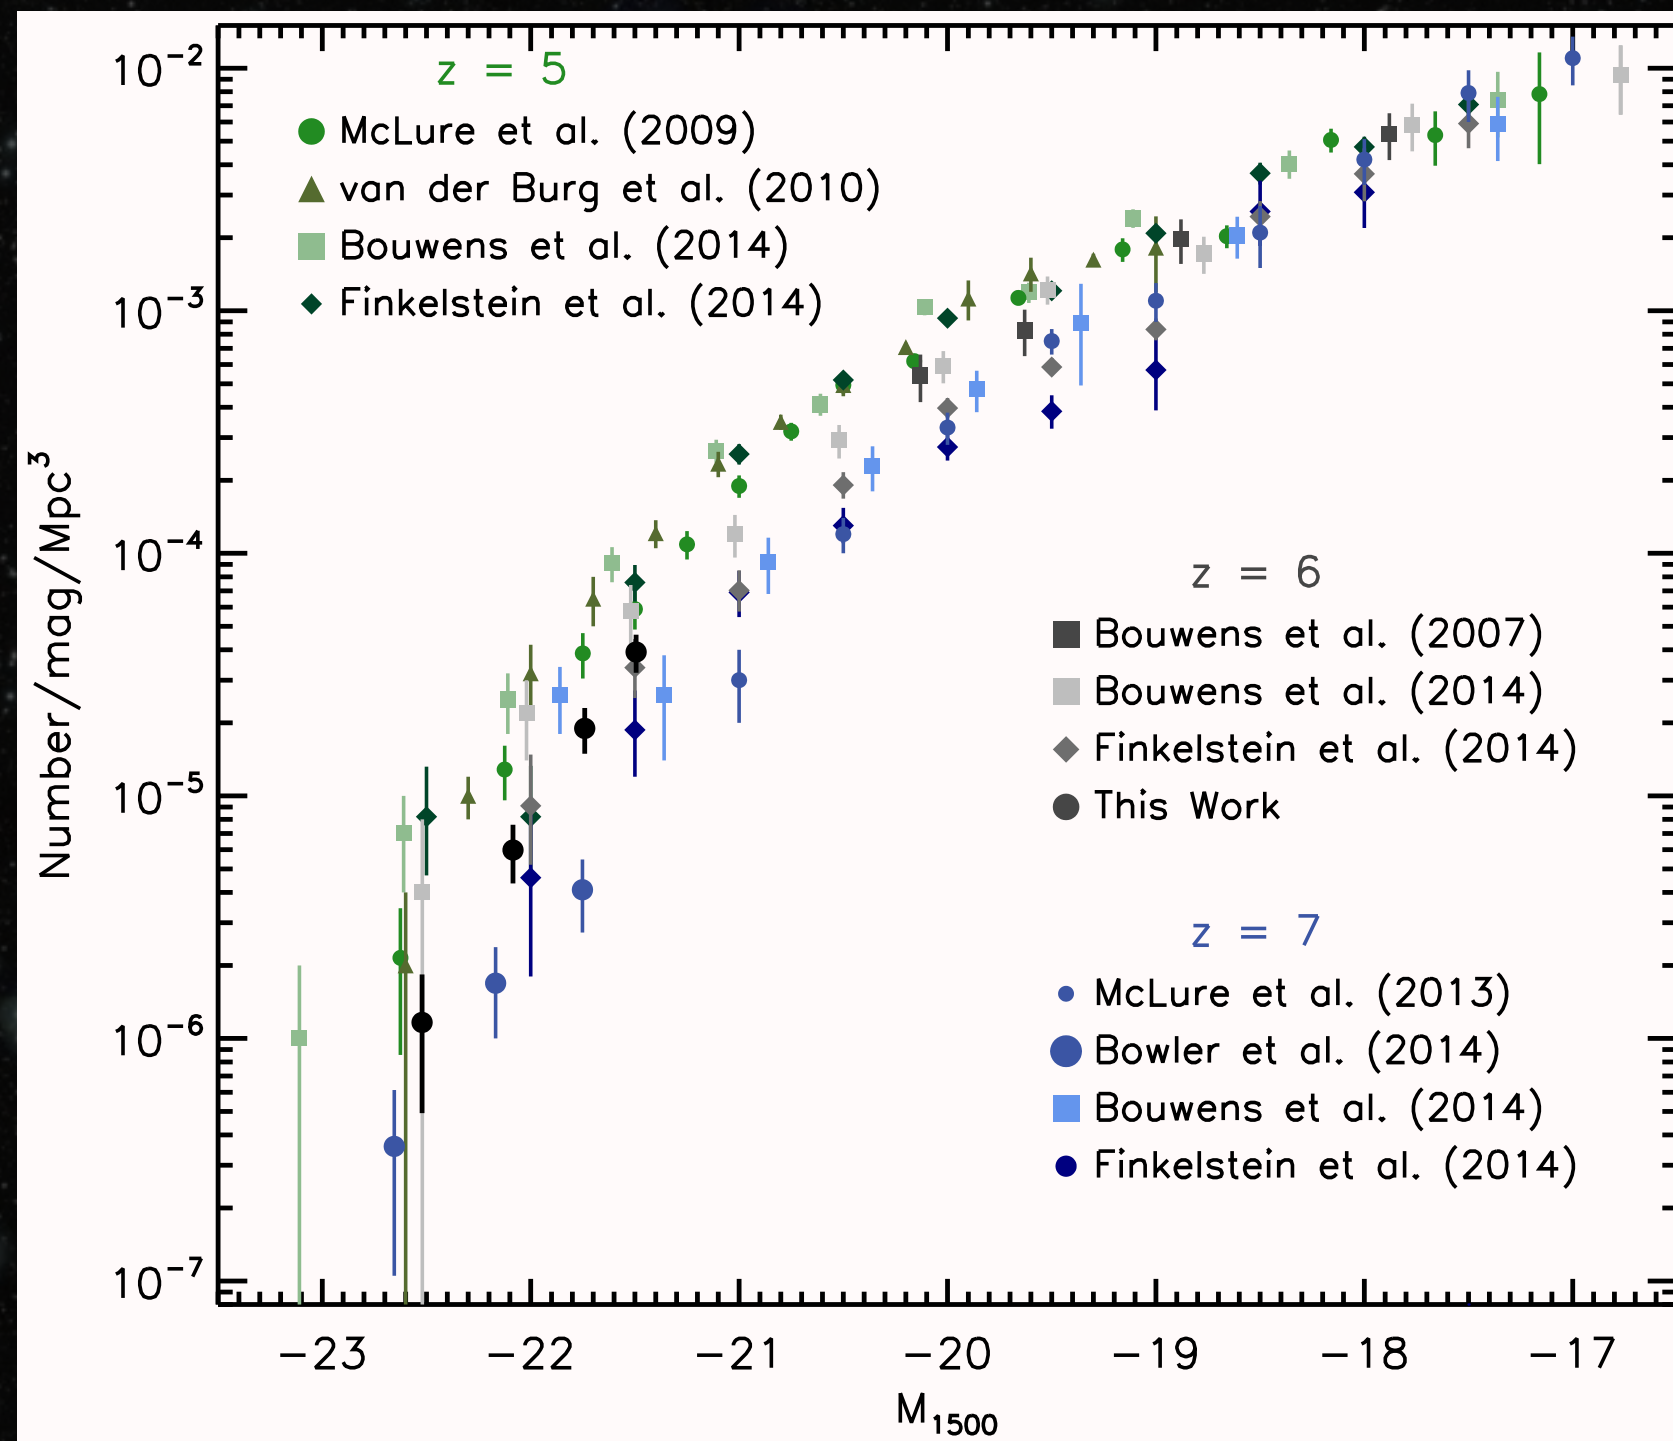 10−2
z = 5
McLure et al. (2009)
van der Burg et al. (2010)
Bouwens et al. (2014)
Finkelstein et al. (2014)
10−3
10−4
10−5
10−6
10−7
Number/mag/Mpc3
z = 6
Bouwens et al. (2007)
Bouwens et al. (2014)
Finkelstein et al. (2014)
This Work
z = 7
McLure et al. (2013)
Bowler et al. (2014)
Bouwens et al. (2014)
Finkelstein et al. (2014)
−23 −22 −21 −20 −19 −18 −17
M1500